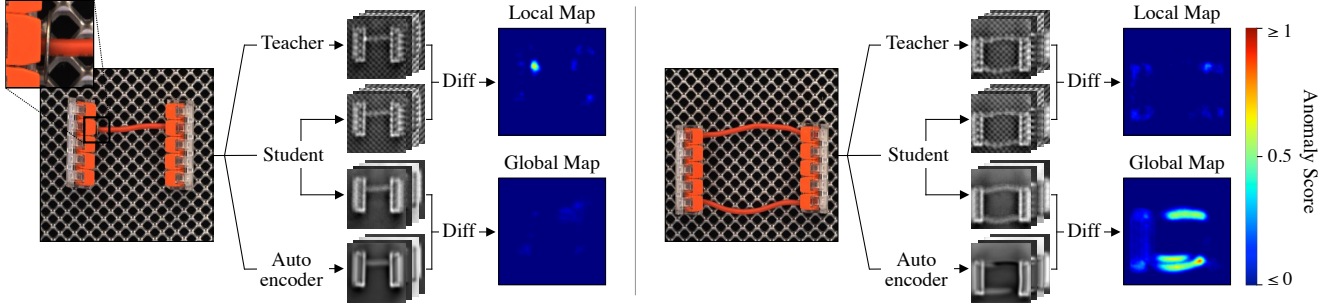 Teacher
Student
Auto
encoder
Diff
Diff
Local Map
Global Map
Teacher
Student
Auto
encoder
Diff
Diff
Local Map
Global Map
≥ 1
0.5
≤ 0
Anomaly Score